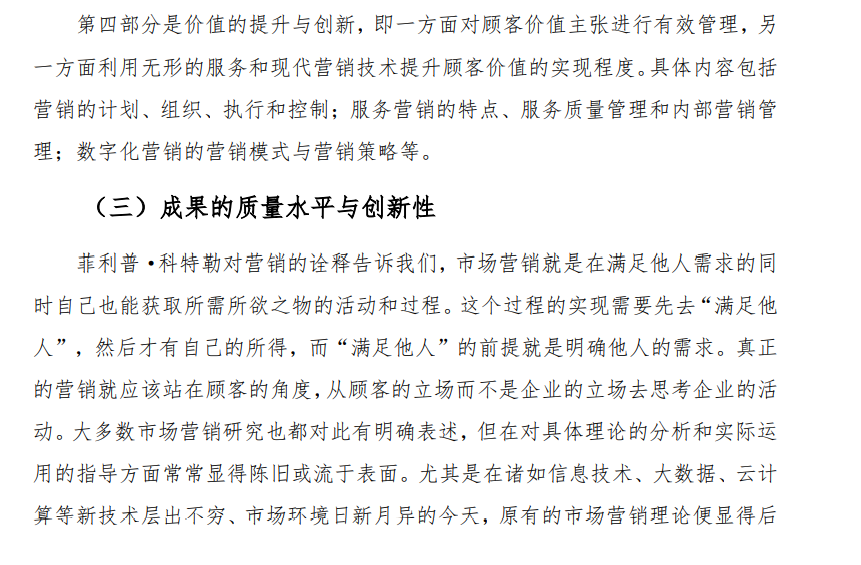 第四部分是价值的提升与创新，即一方面对顾客价值主张进行有效管理，另
一方面利用无形的服务和现代营销技术提升顾客价值的实现程度。具体内容包括
营销的计划、组织、执行和控制；服务营销的特点、服务质量管理和内部营销管
理；数字化营销的营销模式与营销策略等。
（三）成果的质量水平与创新性
菲利普·科特勒对营销的诠释告诉我们，市场营销就是在满足他人需求的同
时自己也能获取所需所欲之物的活动和过程。这个过程的实现需要先去“满足他
人”，然后才有自己的所得，而“满足他人”的前提就是明确他人的需求。真正
的营销就应该站在顾客的角度，从顾客的立场而不是企业的立场去思考企业的活
动。大多数市场营销研究也都对此有明确表述，但在对具体理论的分析和实际运
用的指导方面常常显得陈旧或流于表面。尤其是在诸如信息技术、大数据、云计
算等新技术层出不穷、市场环境日新月异的今天，原有的市场营销理论便显得后